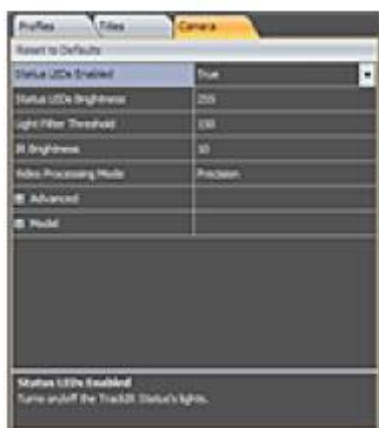 Profiles Titles Camera
Reset to Defaults
Status LEDs Enabled True
Status LEDs Brightness 255
Light Filter Threshold 150
IR Brightness 10
Video Processing Mode Precision
Advanced
Model
Status LEDs Enabled
Turns on/off the TrackIR Status's lights.